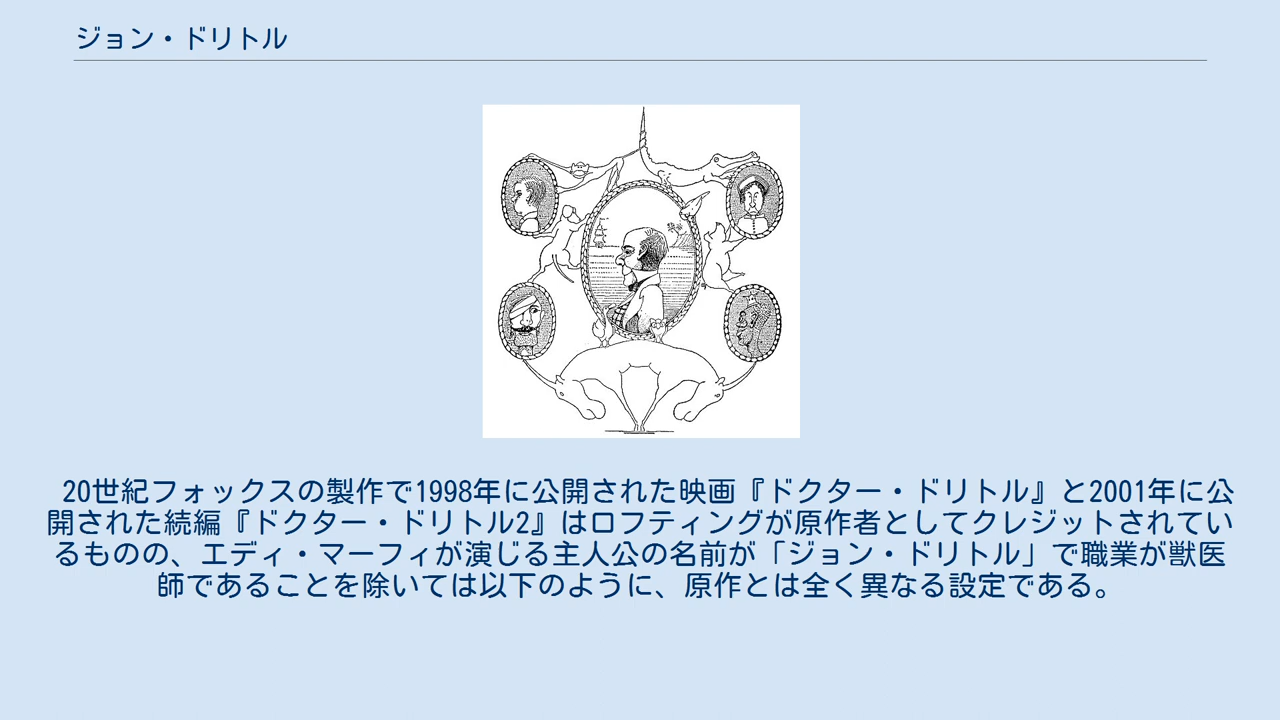 ジョン・ドリトル
20世紀フォックスの製作で1998年に公開された映画『ドクター・ドリトル』と2001年に公
開された続編『ドクター・ドリトル2』はロフティングが原作者としてクレジットされてい
るものの、エディ・マーフィが演じる主人公の名前が「ジョン・ドリトル」で職業が獣医
師であることを除いては以下のように、原作とは全く異なる設定である。